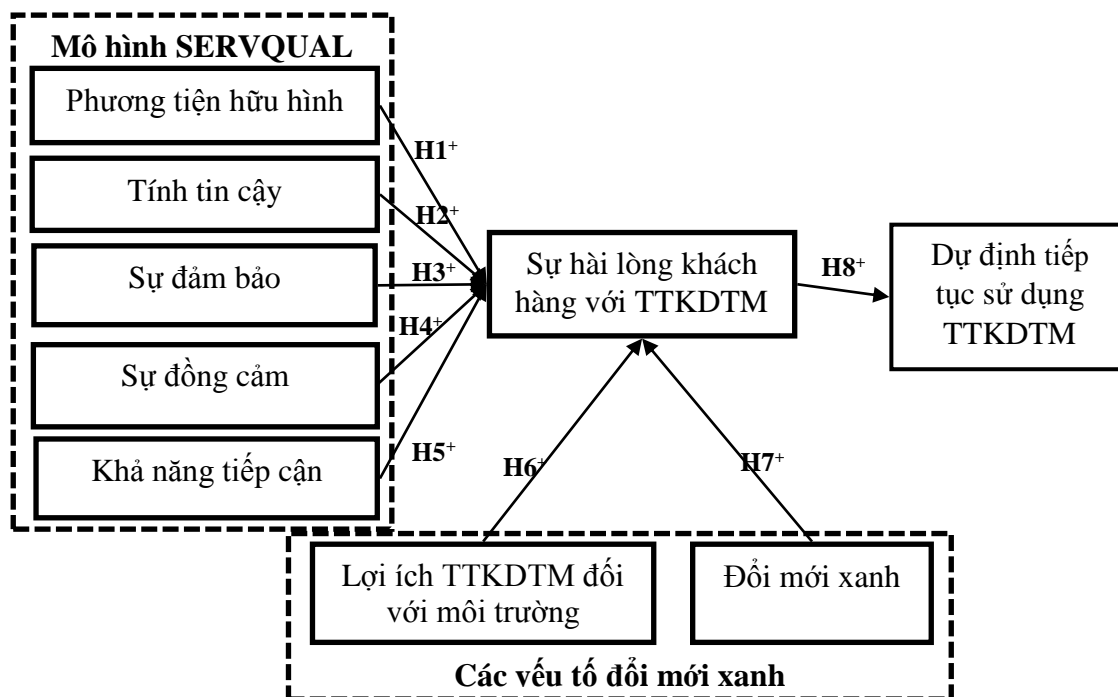 Mô hình SERVQUAL
Phương tiện hữu hình
Tính tin cậy
Sự đảm bảo
Sự đồng cảm
Khả năng tiếp cận
H1+
H2+
H3+
H4+
H5+
Sự hài lòng khách
hàng với TTKDTM
H8+
Dự định tiếp
tục sử dụng
TTKDTM
H6+
H7+
Lợi ích TTKDTM đối
với môi trường
Đổi mới xanh
Các yếu tố đổi mới xanh